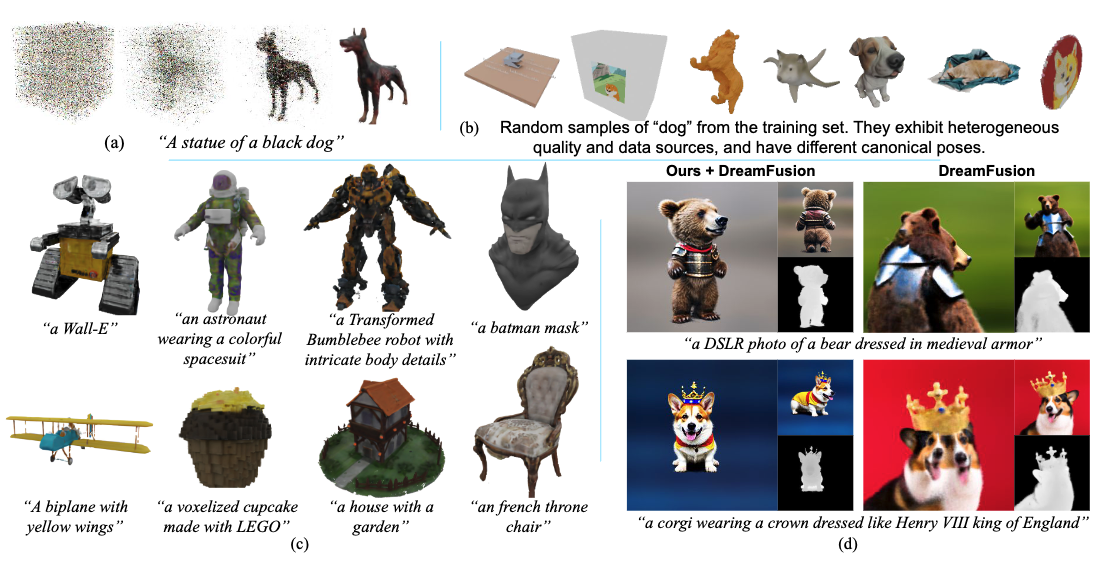 (a)
“A statue of a black dog”
(b)
Random samples of “dog” from the training set. They exhibit heterogeneous
quality and data sources, and have different canonical poses.
“a Wall-E”
“an astronaut
wearing a colorful
spacesuit”
“a Transformed
Bumblebee robot with
intricate body details”
“a batman mask”
“A biplane with
yellow wings”
“a voxelized cupcake
made with LEGO”
“a house with a
garden”
“an french throne
chair”
(c)
Ours + DreamFusion
DreamFusion
“a DSLR photo of a bear dressed in medieval armor”
“a corgi wearing a crown dressed like Henry VIII king of England”
(d)